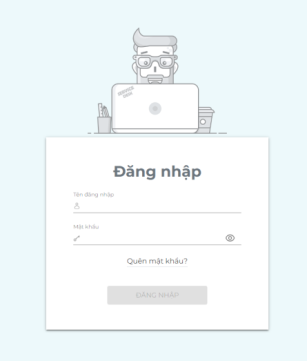 Đăng nhập
Tên đăng nhập
Mật khẩu
Quên mật khẩu?
ĐĂNG NHẬP